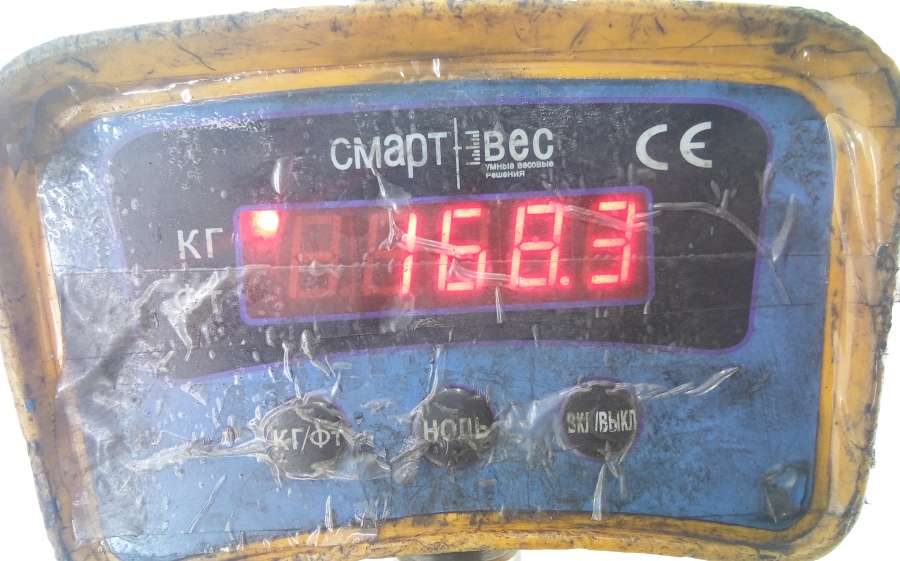 смарт вес
умные весовые
решения
CE
КГ
168.3
КГ/ФТ
НОЛЬ
ВКЛ/ВЫКЛ